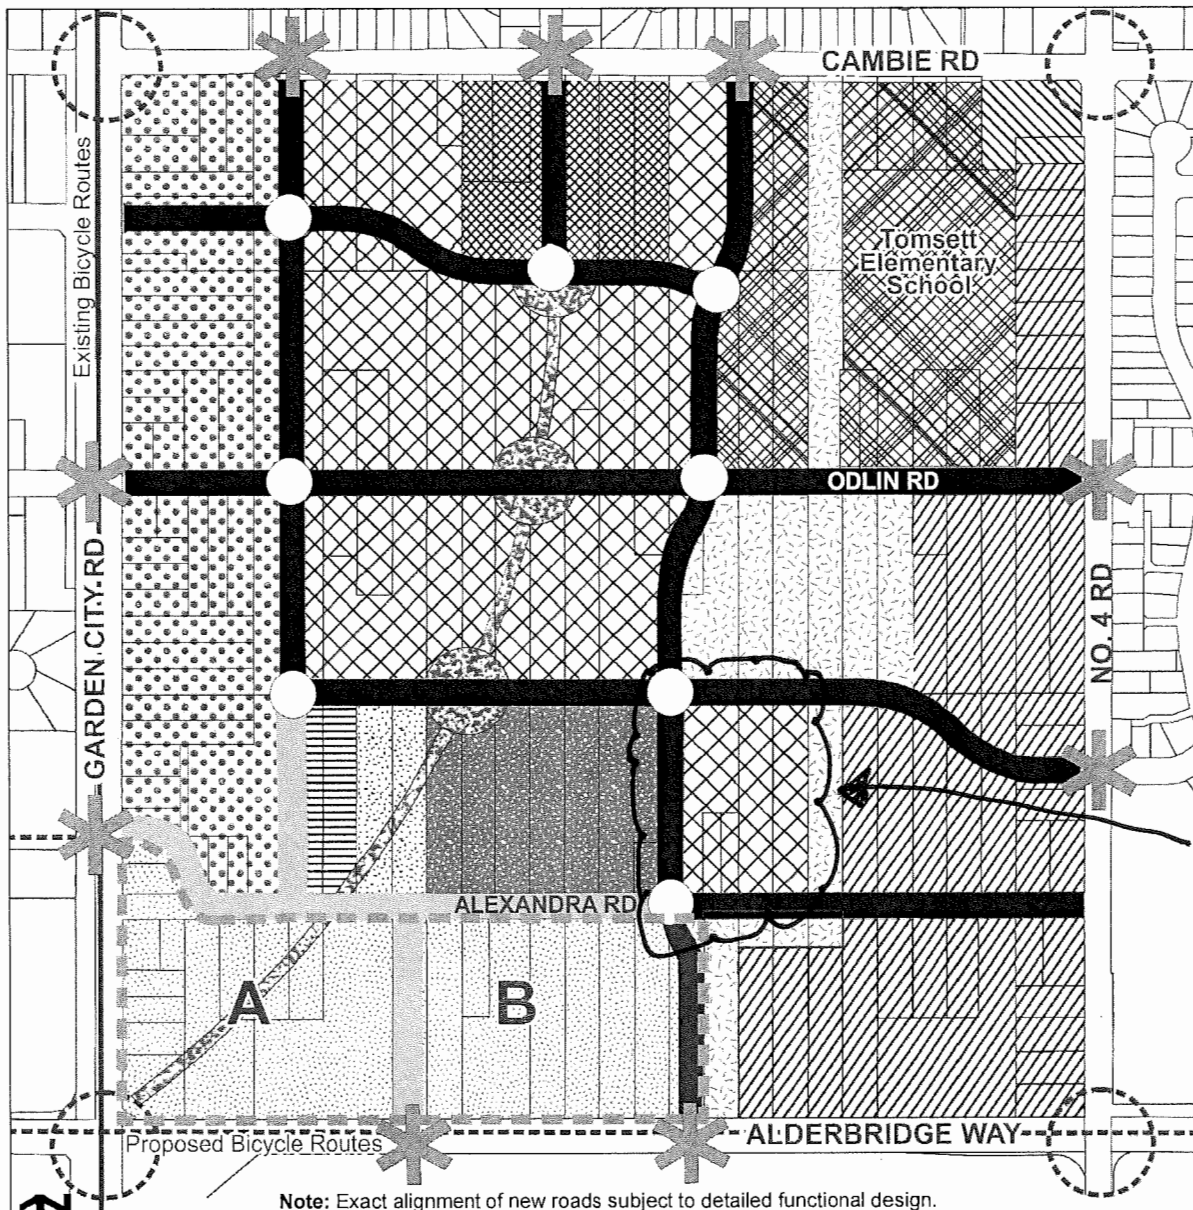 CAMBIE RD
Existing Bicycle Routes
Tomsett
Elementary
School
ODLIN RD
GARDEN CITY RD
NO. 4 RD
ALEXANDRA RD
A
B
Proposed Bicycle Routes
ALDERBRIDGE WAY
Note: Exact alignment of new roads subject to detailed functional design.